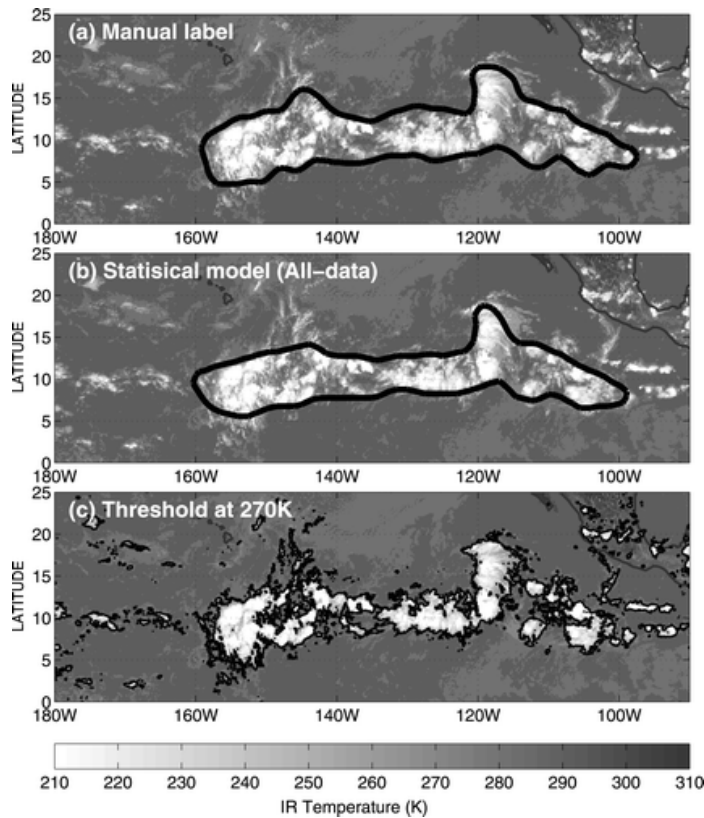 (a) Manual label
25
20
15
10
5
0
LATITUDE
180W 160W 140W 120W 100W
(b) Statisical model (All-data)
25
20
15
10
5
0
LATITUDE
180W 160W 140W 120W 100W
(c) Threshold at 270K
25
20
15
10
5
0
LATITUDE
180W 160W 140W 120W 100W
210 220 230 240 250 260 270 280 290 300 310
IR Temperature (K)